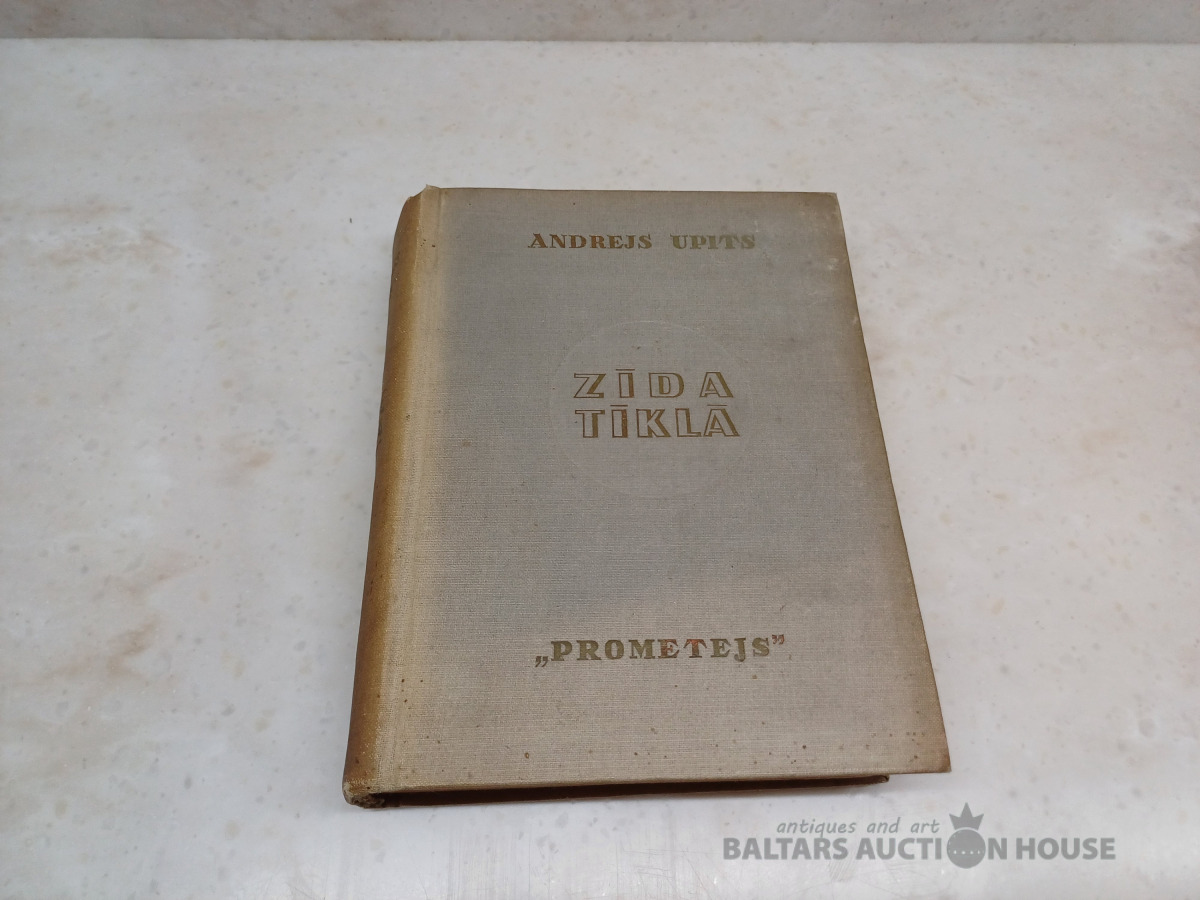 ANDREJS UPITS
ZĪDA
TĪKLĀ
„PROMETEJS”
antiques and art
BALTARS AUCTION HOUSE